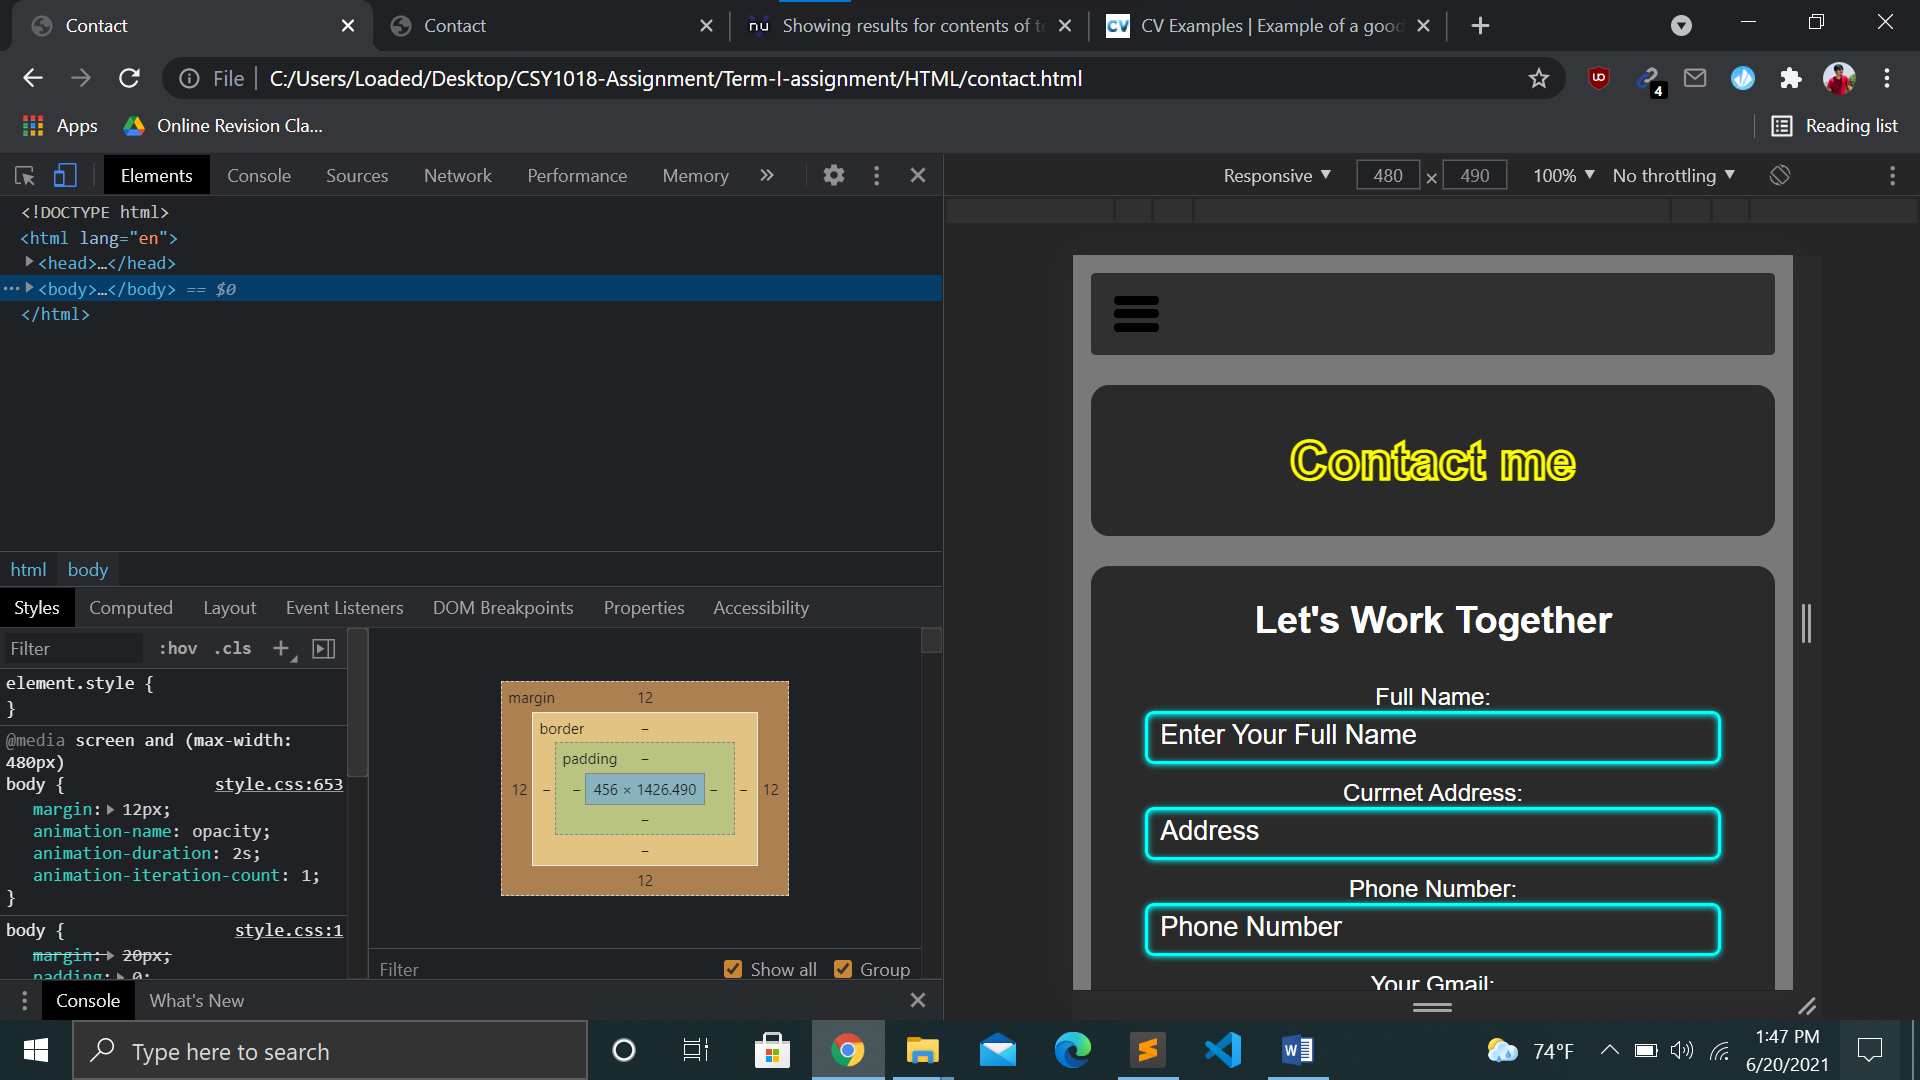 Contact
Contact
nu Showing results for contents of te
CV CV Examples | Example of a good
File C:/Users/Loaded/Desktop/CSY1018-Assignment/Term-I-assignment/HTML/contact.html
4
Apps Online Revision Cla... Reading list
Elements Console Sources Network Performance Memory »
Responsive ▼ 480 × 490 100% ▼ No throttling ▼
<!DOCTYPE html>
<html lang="en">
▶<head>…</head>
… ▶<body>…</body> == $0
</html>
html body
Styles Computed Layout Event Listeners DOM Breakpoints Properties Accessibility
Filter :hov .cls +
element.style {
}
@media screen and (max-width:
480px)
body { style.css:653
margin:▶ 12px;
animation-name: opacity;
animation-duration: 2s;
animation-iteration-count: 1;
}
body { style.css:1
margin:▶ 20px;
padding:▶ 0;
margin 12
border –
padding –
12 – – 456 × 1426.490 – – 12
–
–
12
Filter Show all Group
Console What's New
Contact me
Let's Work Together
Full Name:
Enter Your Full Name
Currnet Address:
Address
Phone Number:
Phone Number
Your Gmail:
Type here to search
74°F
1:47 PM
6/20/2021